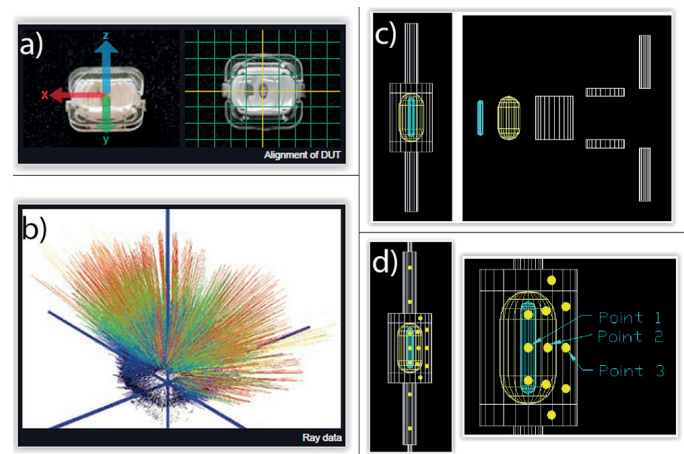 a)
z
x
y
Alignment of DUT
b)
Ray data
c)
d)
Point 1
Point 2
Point 3